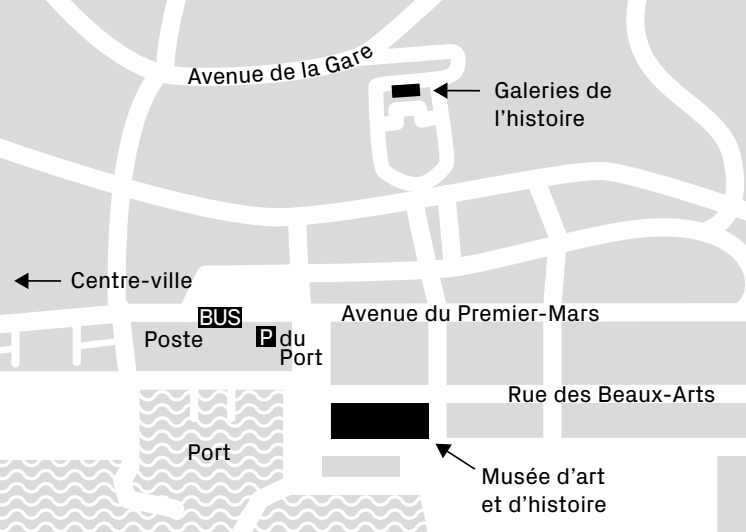 Avenue de la Gare
Galeries de
l’histoire
Centre-ville
BUS
Avenue du Premier-Mars
Poste
P du
Port
Rue des Beaux-Arts
Port
Musée d’art
et d’histoire